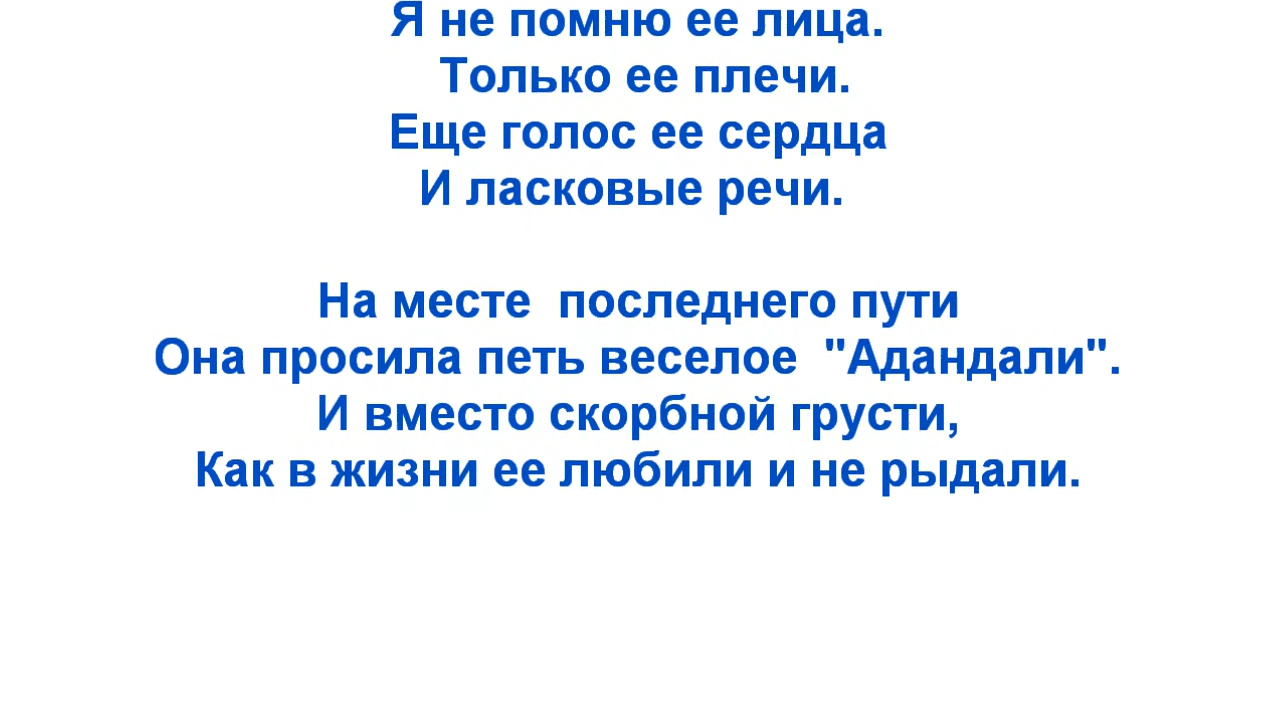 Я не помню ее лица.
Только ее плечи.
Еще голос ее сердца
И ласковые речи.
На месте  последнего пути
Она просила петь веселое  "Адандали".
И вместо скорбной грусти,
Как в жизни ее любили и не рыдали.